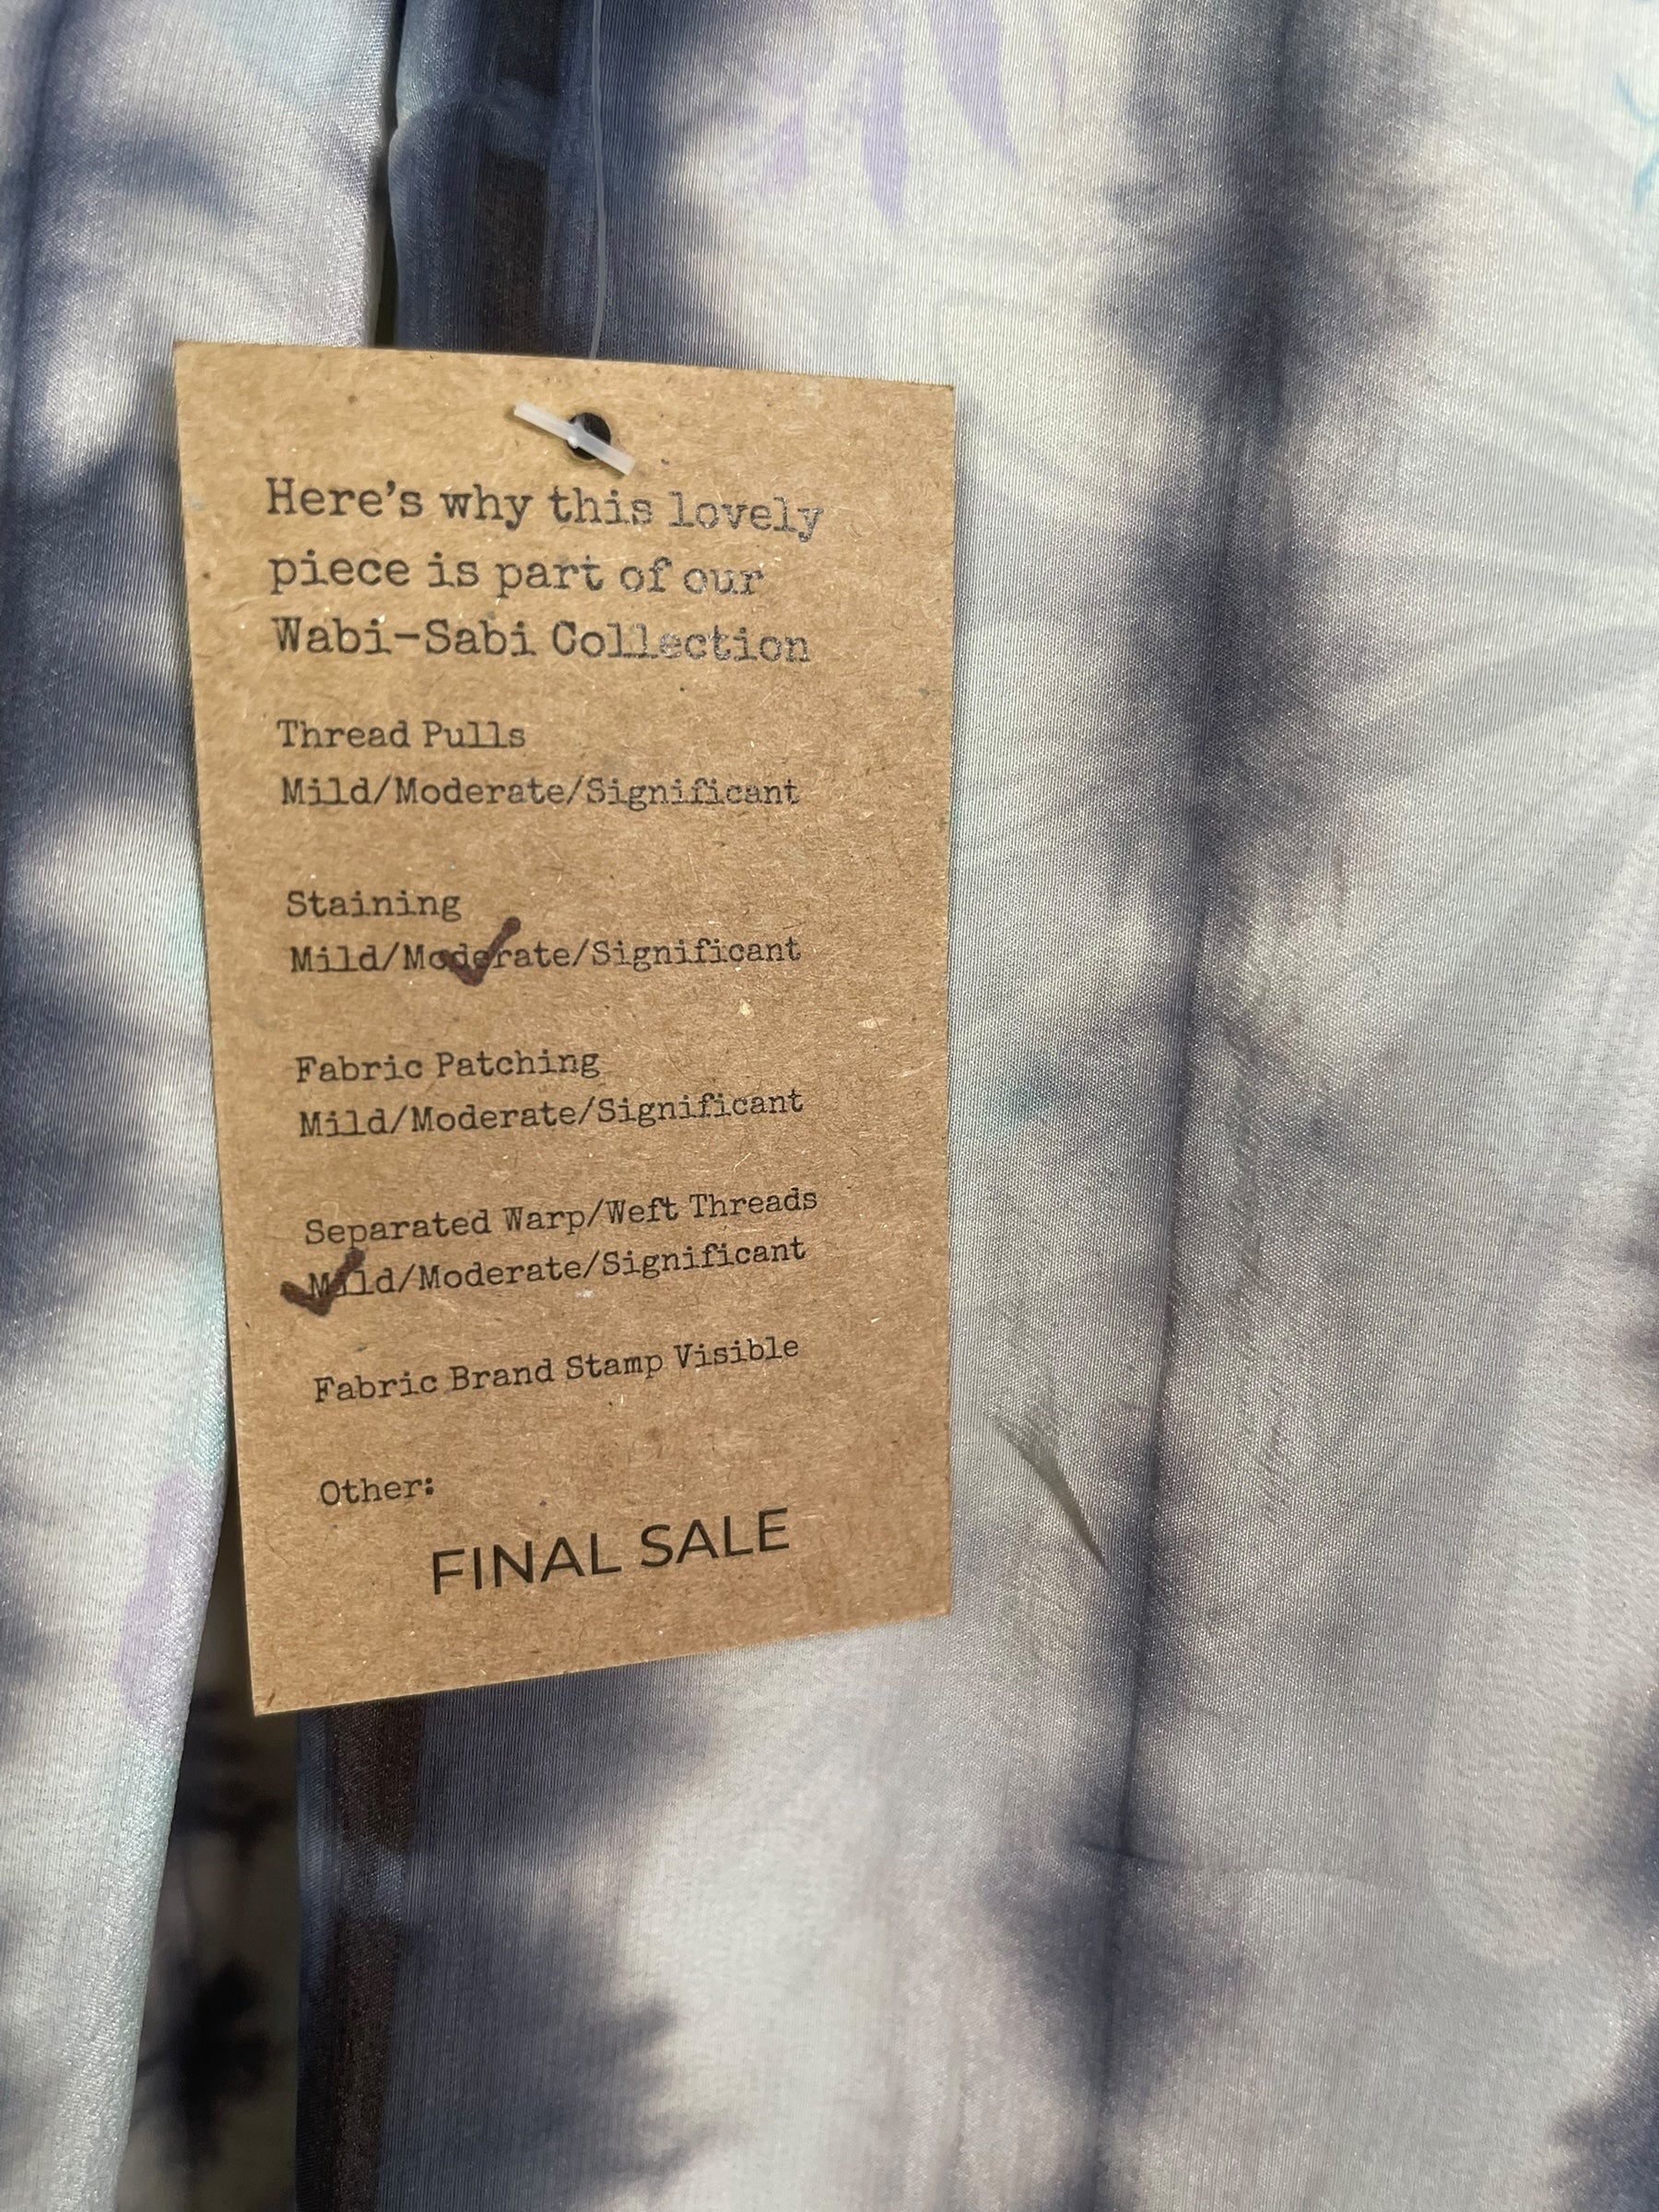 Here's why this lovely
piece is part of our
Wabi-Sabi Collection
Thread Pulls
Mild/Moderate/Significant
Staining
Mild/Moderate/Significant
Fabric Patching
Mild/Moderate/Significant
Separated Warp/Weft Threads
Mild/Moderate/Significant
Fabric Brand Stamp Visible
Other:
FINAL SALE